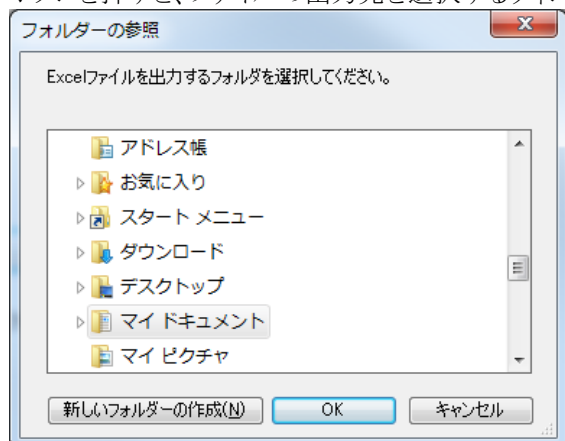 フォルダーの参照
Excelファイルを出力するフォルダを選択してください。
アドレス帳
お気に入り
スタート メニュー
ダウンロード
デスクトップ
マイ ドキュメント
マイ ピクチャ
新しいフォルダーの作成(N)
OK
キャンセル